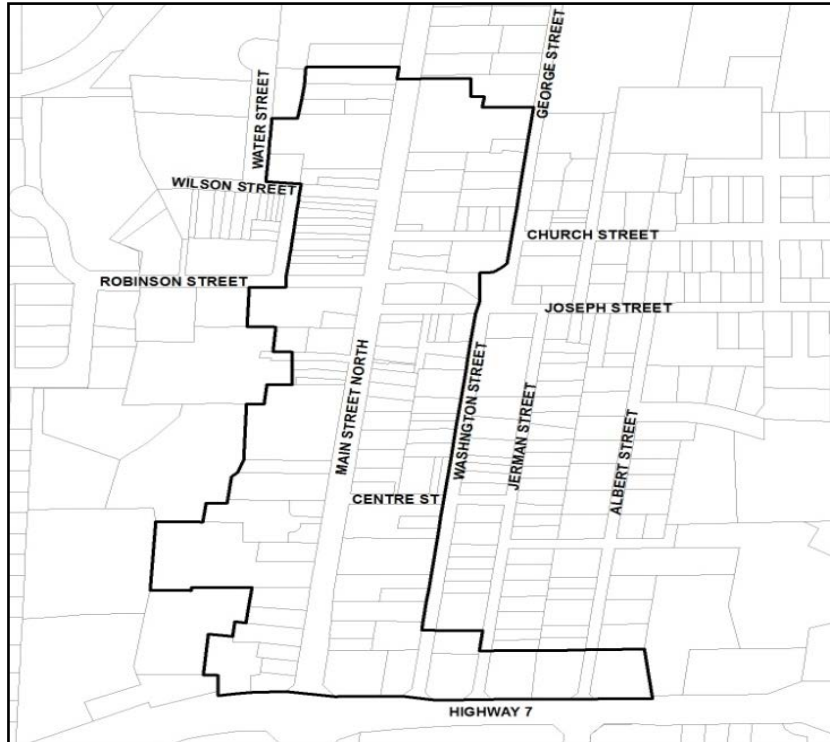 GEORGE STREET
WATER STREET
WILSON STREET
CHURCH STREET
ROBINSON STREET
JOSEPH STREET
MAIN STREET NORTH
WASHNGTON STREET
JERMAN STREET
ALBERT STREET
CENTRE ST
HIGHWAY 7